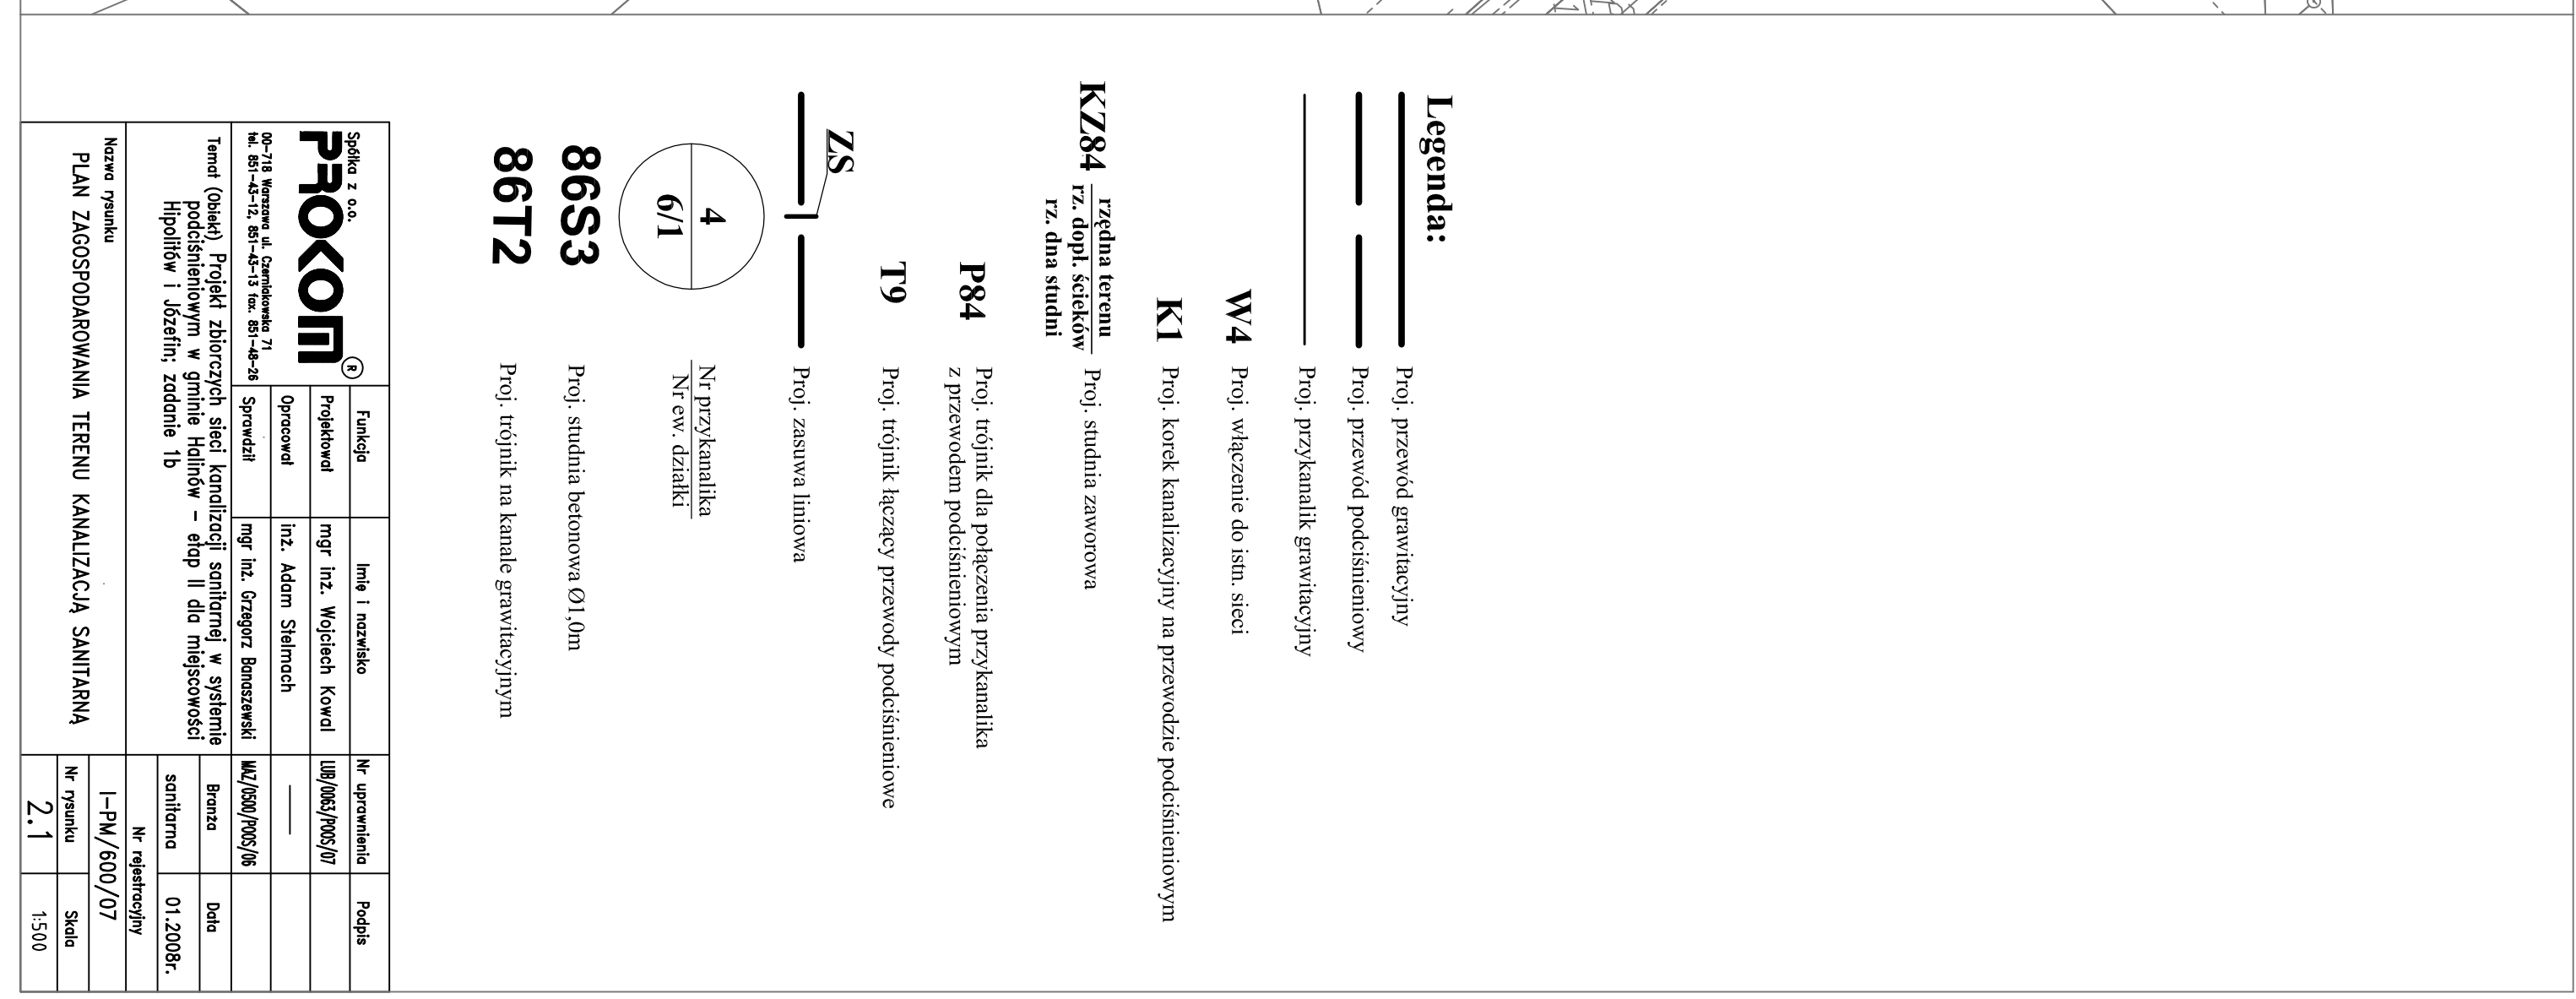 Legenda:
Proj. przewód grawitacyjny
Proj. przewód podciśnieniowy
Proj. przykanalik grawitacyjny
W4 Proj. włączenie do istn. sieci
K1 Proj. korek kanalizacyjny na przewodzie podciśnieniowym
KZ84 rzędna terenu
rz. dopł. ścieków
rz. dna studni
Proj. studnia zaworowa
P84 Proj. trójnik dla połączenia przykanalika
z przewodem podciśnieniowym
T9 Proj. trójnik łączący przewody podciśnieniowe
ZS
Proj. zasuwa liniowa
4
6/1
Nr przykanalika
Nr ew. działki
86S3 Proj. studnia betonowa Ø1,0m
86T2 Proj. trójnik na kanale grawitacyjnym
Spółka z o.o.
PROKOM ®
00-718 Warszawa ul. Czerniakowska 71
tel. 851-43-12, 851-43-13 fax. 851-48-26
Funkcja Imię i nazwisko Nr uprawnienia Podpis
Projektował mgr inż. Wojciech Kowal LUB/0063/POOS/07
Opracował inż. Adam Stelmach ——
Sprawdził mgr inż. Grzegorz Banaszewski MAZ/0500/POOS/06
Temat (Obiekt) Projekt zbiorczych sieci kanalizacji sanitarnej w systemie
podciśnieniowym w gminie Halinów – etap II dla miejscowości
Hipolitów i Józefin; zadanie 1b
Branża Data
sanitarna 01.2008r.
Nr rejestracyjny
I-PM/600/07
Nazwa rysunku
PLAN ZAGOSPODAROWANIA TERENU KANALIZACJĄ SANITARNĄ
Nr rysunku Skala
2.1 1:500